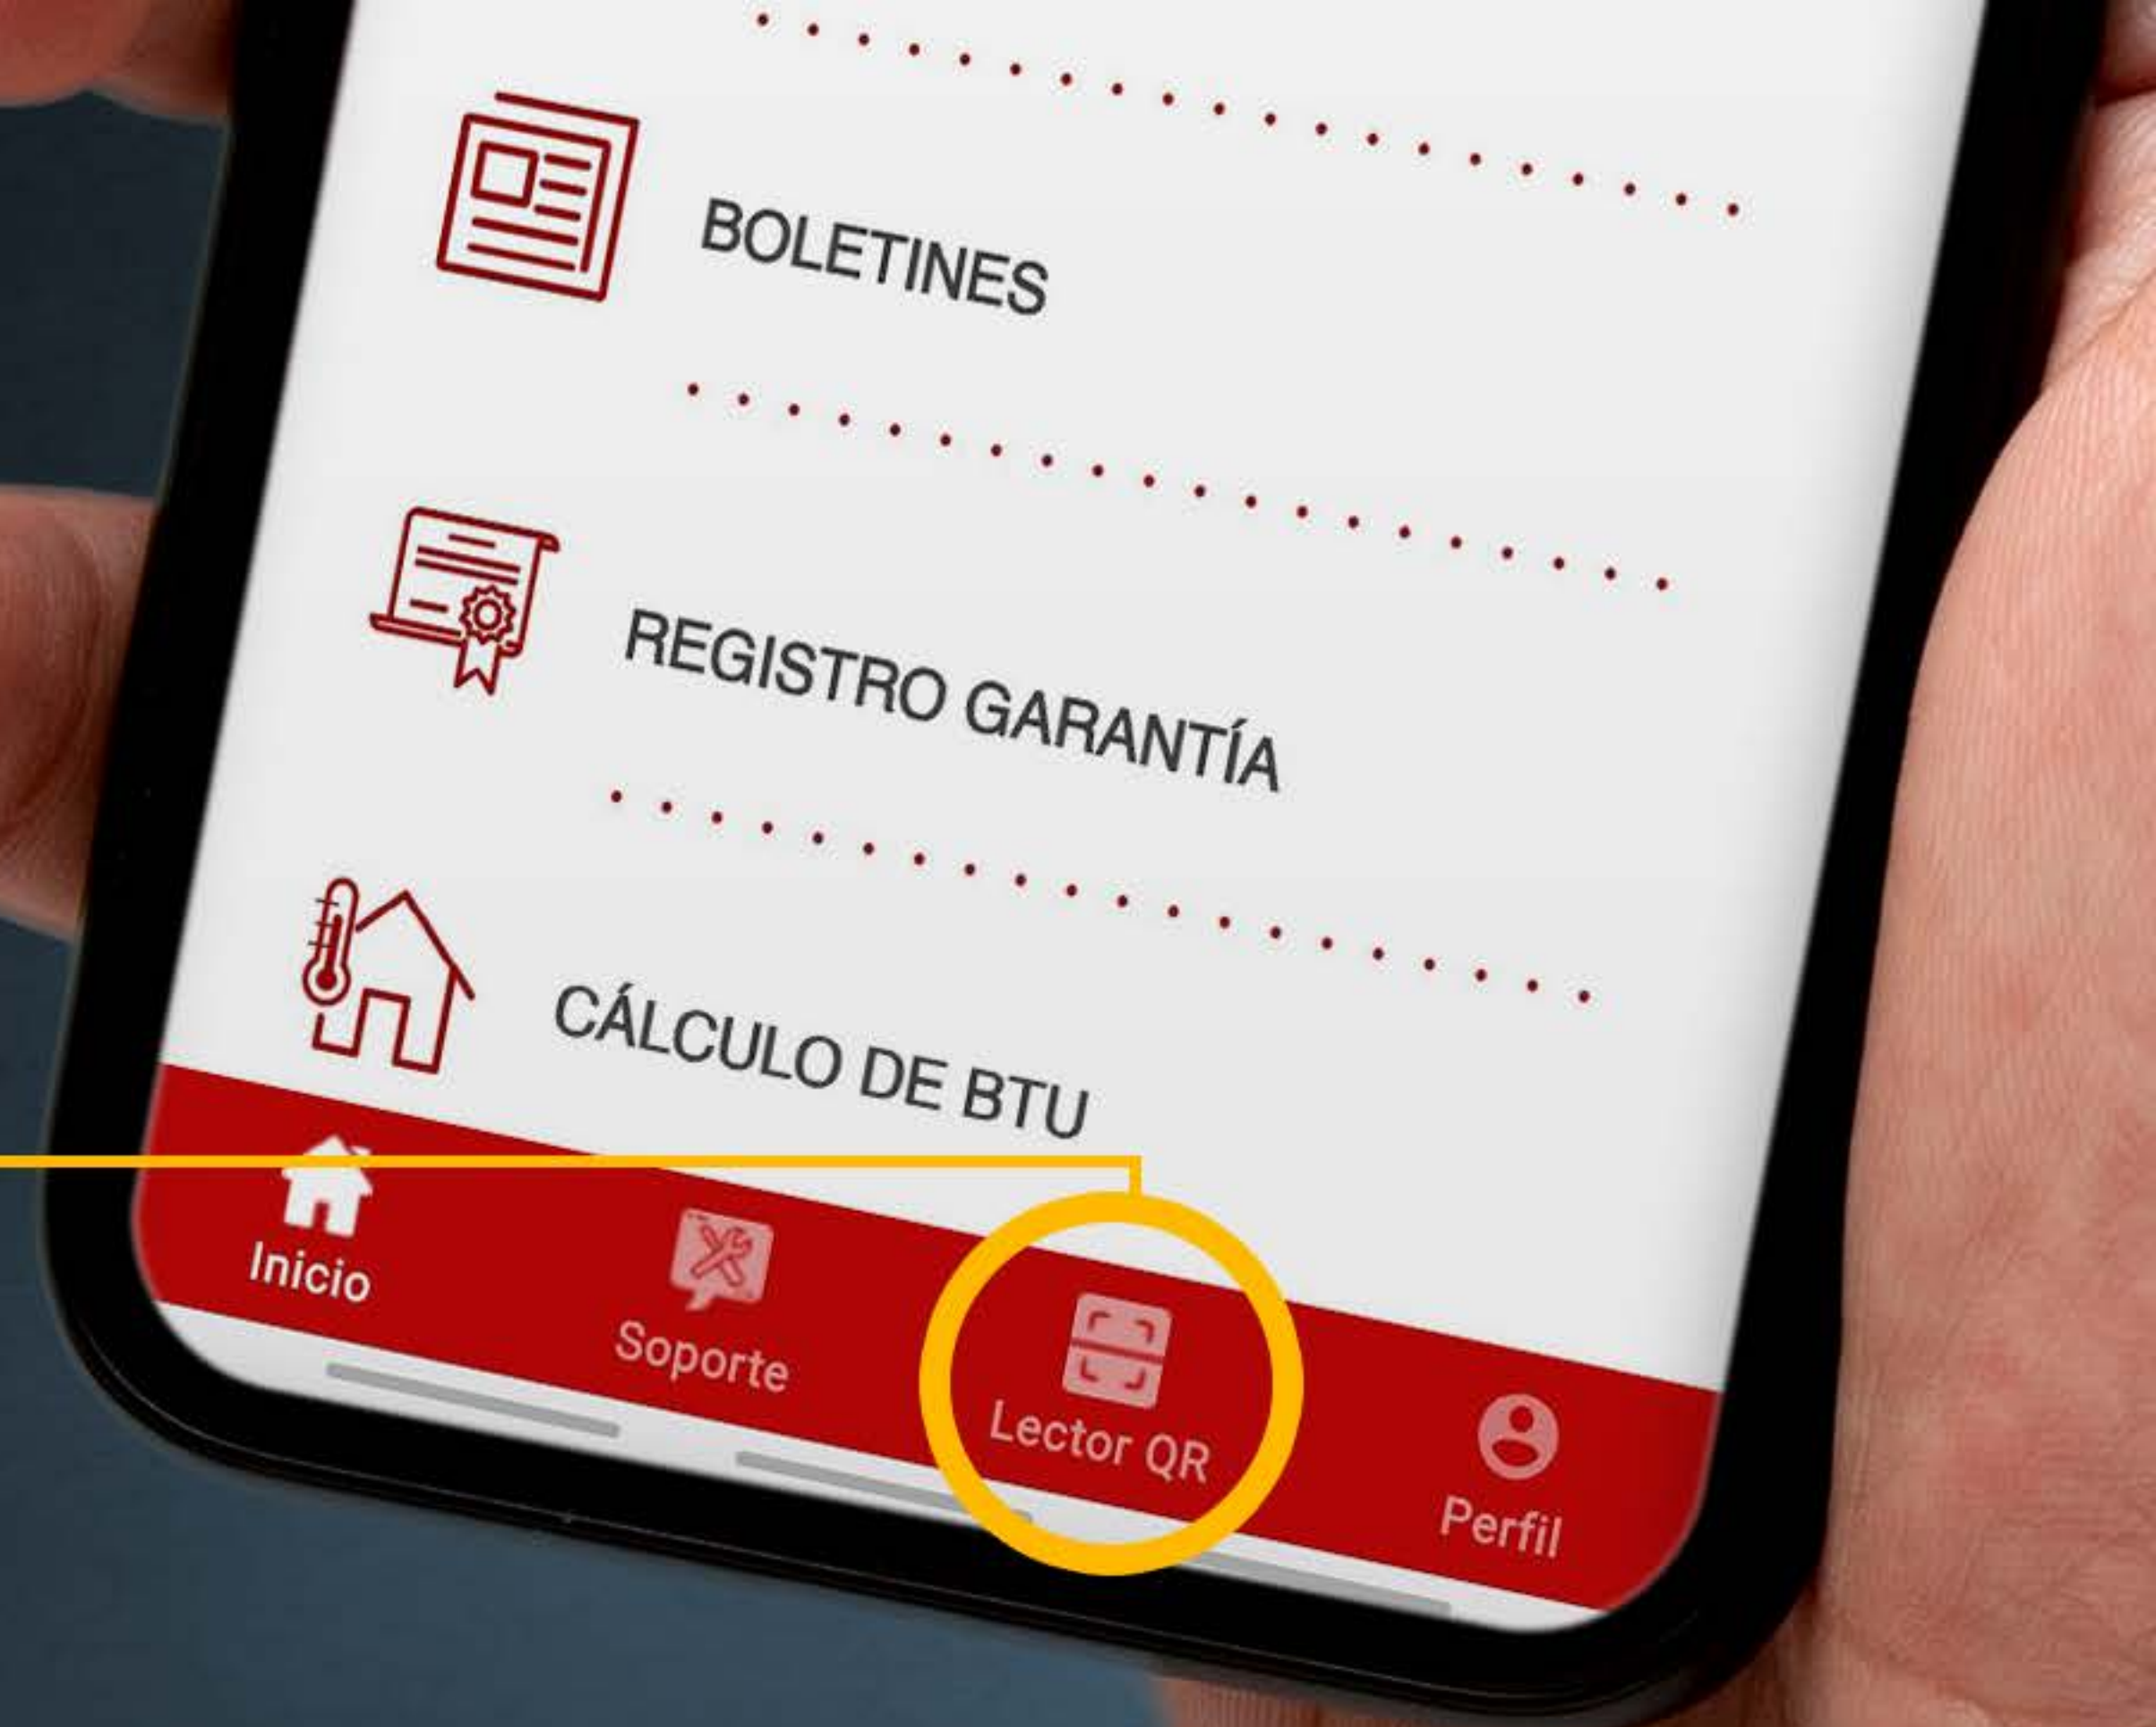 BOLETINES
REGISTRO GARANTÍA
CÁLCULO DE BTU
Inicio
Soporte
Lector QR
Perfil